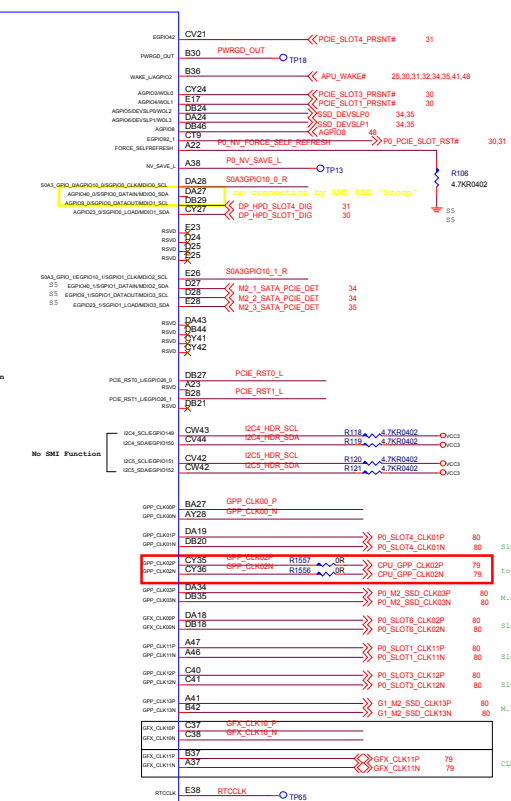 EGPIO42 CV21 PCIE_SLOT4_PRSNT# 31
PWRGD_OUT B30 PWRGD_OUT TP18
WAKE_L/AGPIO2 B36 APU_WAKE# 25,30,31,32,34,35,41,48
AGPIO3/WOL0 CY24 PCIE_SLOT3_PRSNT# 30
AGPIO4/WOL1 E17 PCIE_SLOT1_PRSNT# 30
AGPIO5/DEVSLP0/WOL2 DB24 SSD_DEVSLP0 34,35
AGPIO6/DEVSLP1/WOL3 DA24 SSD_DEVSLP1 34,35
AGPIO8 DB46 AGPIO8 48
EGPIO82_1 CT9 P0_PCIE_SLOT_RST# 30,31
FORCE_SELFREFRESH A22 P0_NV_FORCE_SELF_REFRESH
NV_SAVE_L A38 P0_NV_SAVE_L TP13
R106
4.7KR0402
S0A3_GPIO_0/AGPIO10_0/SGPIO0_CLK/MDIO0_SCL DA28 S0A3GPIO10_0_R
AGPIO40_0/SGPIO0_DATAIN/MDIO0_SDA DA27 no connection by AMD FAE "Scoop"
AGPIO9_0/SGPIO0_DATAOUT/MDIO1_SCL DB29 DP_HPD_SLOT4_DIG 31
AGPIO23_0/SGPIO0_LOAD/MDIO1_SDA CY27 DP_HPD_SLOT1_DIG 30
S5
S5
RSVD E23
RSVD D24
RSVD D25
RSVD E25
S0A3_GPIO_1/EGPIO10_1/SGPIO1_CLK/MDIO2_SCL E26 S0A3GPIO10_1_R
S5 EGPIO40_1/SGPIO1_DATAIN/MDIO2_SDA D27 M2_1_SATA_PCIE_DET 34
S5 EGPIO9_1/SGPIO1_DATAOUT/MDIO3_SCL D28 M2_2_SATA_PCIE_DET 34
EGPIO23_1/SGPIO1_LOAD/MDIO3_SDA E28 M2_3_SATA_PCIE_DET 35
RSVD DA43
RSVD DB44
RSVD CY41
RSVD CY42
PCIE_RST0_L/EGPIO26_0 DB27 PCIE_RST0_L
RSVD A23
PCIE_RST1_L/EGPIO26_1 B28 PCIE_RST1_L
RSVD DB21
I2C4_SCL/EGPIO149 CW43 I2C4_HDR_SCL R118 4.7KR0402 VCC3
I2C4_SDA/EGPIO150 CV44 I2C4_HDR_SDA R119 4.7KR0402
No SMI Function
I2C5_SCL/EGPIO151 CV42 I2C5_HDR_SCL R120 4.7KR0402 VCC3
I2C5_SDA/EGPIO152 CW42 I2C5_HDR_SDA R121 4.7KR0402 VCC3
GPP_CLK00P BA27 GPP_CLK00_P
GPP_CLK00N AY28 GPP_CLK00_N
GPP_CLK01P DA19 P0_SLOT4_CLK01P 80
GPP_CLK01N DB20 P0_SLOT4_CLK01N 80
GPP_CLK02P CY35 GPP_CLK02P R1557 0R CPU_GPP_CLK02P 79
GPP_CLK02N CY36 GPP_CLK02N R1556 0R CPU_GPP_CLK02N 79
to
GPP_CLK03P DA34 P0_M2_SSD_CLK03P 80
GPP_CLK03N DB35 P0_M2_SSD_CLK03N 80
GFX_CLK00P DA18 P0_SLOT6_CLK02P 80
GFX_CLK00N DB18 P0_SLOT6_CLK02N 80
GPP_CLK11P A47 P0_SLOT1_CLK11P 80
GPP_CLK11N A46 P0_SLOT1_CLK11N 80
GPP_CLK12P C40 P0_SLOT3_CLK12P 80
GPP_CLK12N C41 P0_SLOT3_CLK12N 80
GPP_CLK13P A41 G1_M2_SSD_CLK13P 80
GPP_CLK13N B42 G1_M2_SSD_CLK13N 80
GFX_CLK10P C37 GFX_CLK10_P
GFX_CLK10N C38 GFX_CLK10_N
GFX_CLK11P B37 GFX_CLK11P 79
GFX_CLK11N A37 GFX_CLK11N 79
RTCCLK E38 RTCCLK TP65